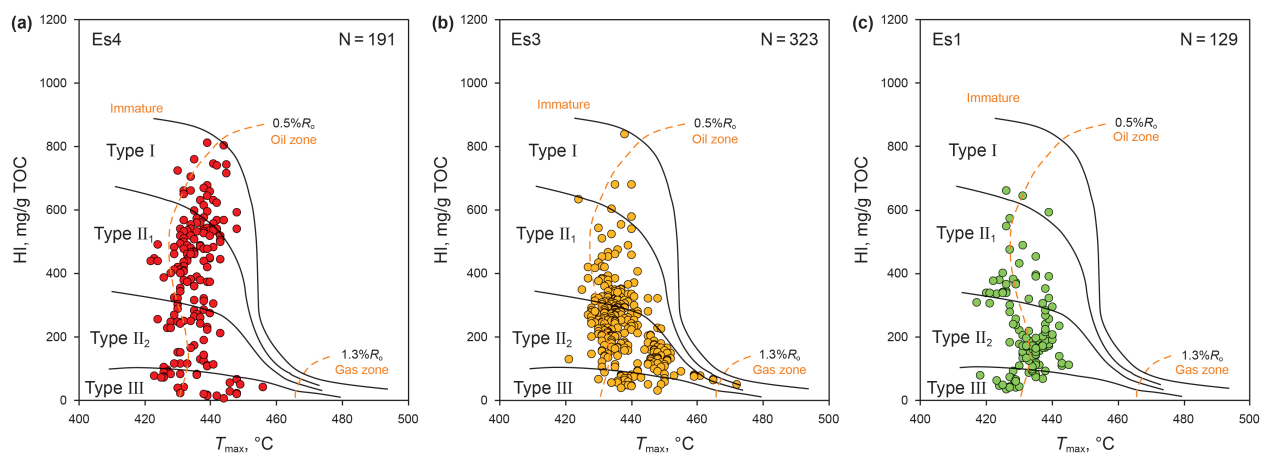 (a)
Es4
N = 191
HI, mg/g TOC
1200
1000
800
600
400
200
0
Immature
0.5%Ro
Oil zone
Type I
Type II1
Type II2
Type III
1.3%Ro
Gas zone
400
420
440
460
480
500
Tmax, °C
(b)
Es3
N = 323
HI, mg/g TOC
1200
1000
800
600
400
200
0
Immature
0.5%Ro
Oil zone
Type I
Type II1
Type II2
Type III
1.3%Ro
Gas zone
400
420
440
460
480
500
Tmax, °C
(c)
Es1
N = 129
HI, mg/g TOC
1200
1000
800
600
400
200
0
Immature
0.5%Ro
Oil zone
Type I
Type II1
Type II2
Type III
1.3%Ro
Gas zone
400
420
440
460
480
500
Tmax, °C